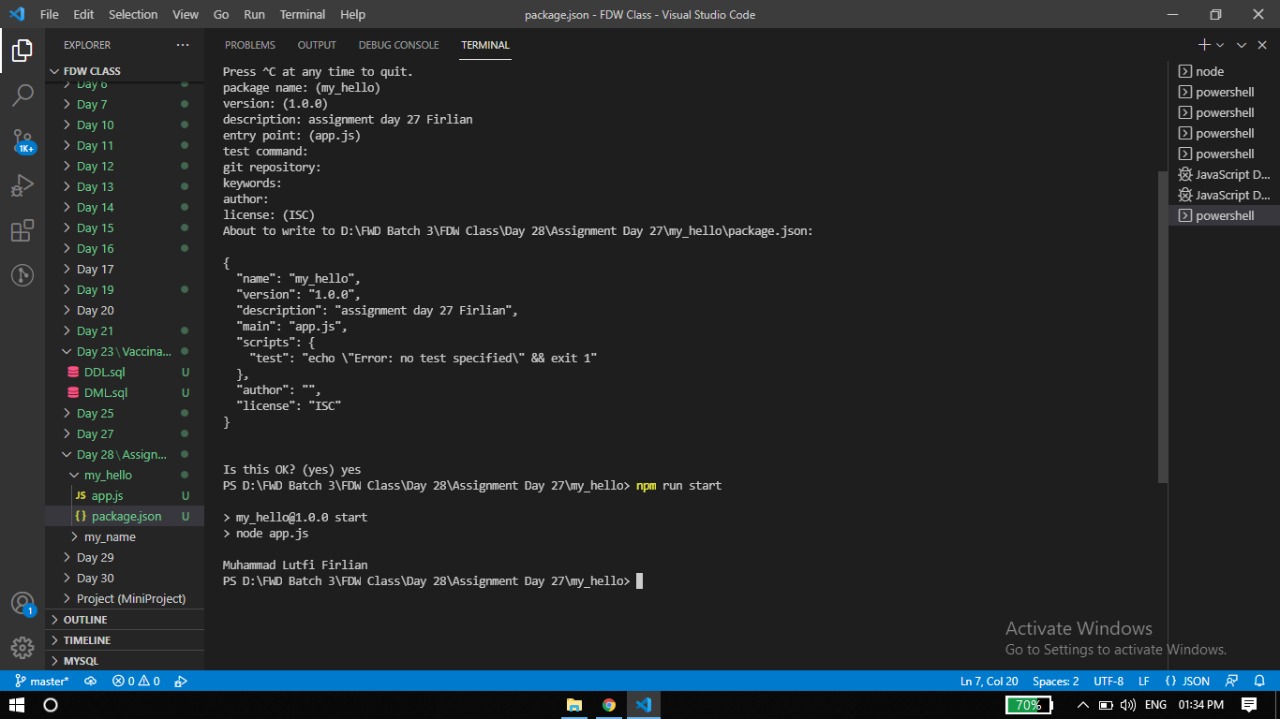 File Edit Selection View Go Run Terminal Help
package.json - FDW Class - Visual Studio Code
EXPLORER
FDW CLASS
Day 6
Day 7
Day 10
Day 11
Day 12
Day 13
Day 14
Day 15
Day 16
Day 17
Day 19
Day 20
Day 21
Day 23 \ Vaccina...
DDL.sql U
DML.sql U
Day 25
Day 27
Day 28 \ Assign...
my_hello
JS app.js U
{} package.json U
my_name
Day 29
Day 30
Project (MiniProject)
OUTLINE
TIMELINE
MYSQL
1K+
1
PROBLEMS OUTPUT DEBUG CONSOLE TERMINAL
Press ^C at any time to quit.
package name: (my_hello)
version: (1.0.0)
description: assignment day 27 Firlian
entry point: (app.js)
test command:
git repository:
keywords:
author:
license: (ISC)
About to write to D:\FWD Batch 3\FDW Class\Day 28\Assignment Day 27\my_hello\package.json:
{
"name": "my_hello",
"version": "1.0.0",
"description": "assignment day 27 Firlian",
"main": "app.js",
"scripts": {
"test": "echo \"Error: no test specified\" && exit 1"
},
"author": "",
"license": "ISC"
}
Is this OK? (yes) yes
PS D:\FWD Batch 3\FDW Class\Day 28\Assignment Day 27\my_hello> npm run start
> my_hello@1.0.0 start
> node app.js
Muhammad Lutfi Firlian
PS D:\FWD Batch 3\FDW Class\Day 28\Assignment Day 27\my_hello>
node
powershell
powershell
powershell
powershell
JavaScript D...
JavaScript D...
powershell
Activate Windows
Go to Settings to activate Windows.
master* 0 0 Ln 7, Col 20 Spaces: 2 UTF-8 LF {} JSON
70% ENG 01:34 PM